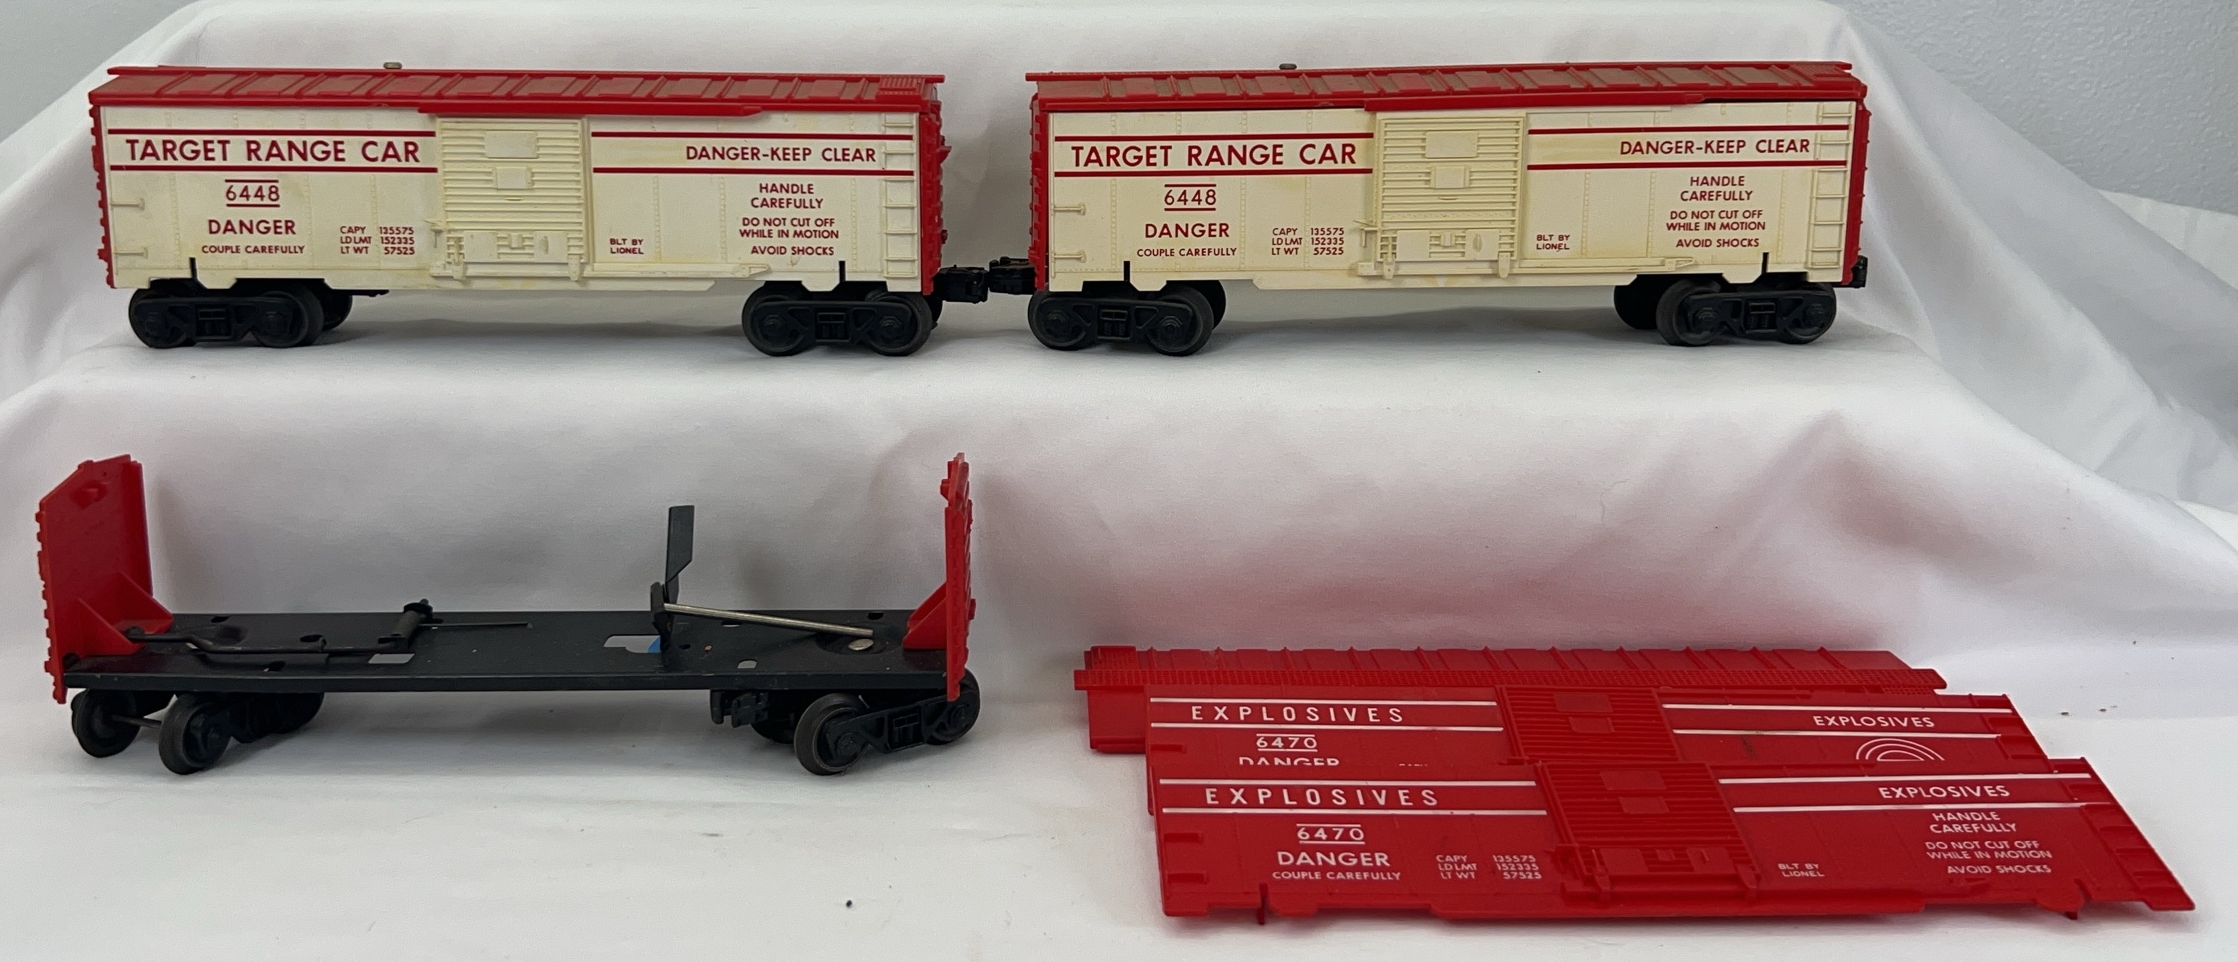 TARGET RANGE CAR
6448
DANGER
COUPLE CAREFULLY
CAPY 135575
LD LMT 152335
LT WT 57525
DANGER-KEEP CLEAR
HANDLE
CAREFULLY
DO NOT CUT OFF
WHILE IN MOTION
AVOID SHOCKS
BLT BY
LIONEL
TARGET RANGE CAR
6448
DANGER
COUPLE CAREFULLY
CAPY 135575
LD LMT 152335
LT WT 57525
DANGER-KEEP CLEAR
HANDLE
CAREFULLY
DO NOT CUT OFF
WHILE IN MOTION
AVOID SHOCKS
BLT BY
LIONEL
EXPLOSIVES
6470
DANGER
EXPLOSIVES
EXPLOSIVES
6470
DANGER
COUPLE CAREFULLY
CAPY 135575
LD LMT 152335
LT WT 57525
EXPLOSIVES
HANDLE
CAREFULLY
DO NOT CUT OFF
WHILE IN MOTION
AVOID SHOCKS
BLT BY
LIONEL